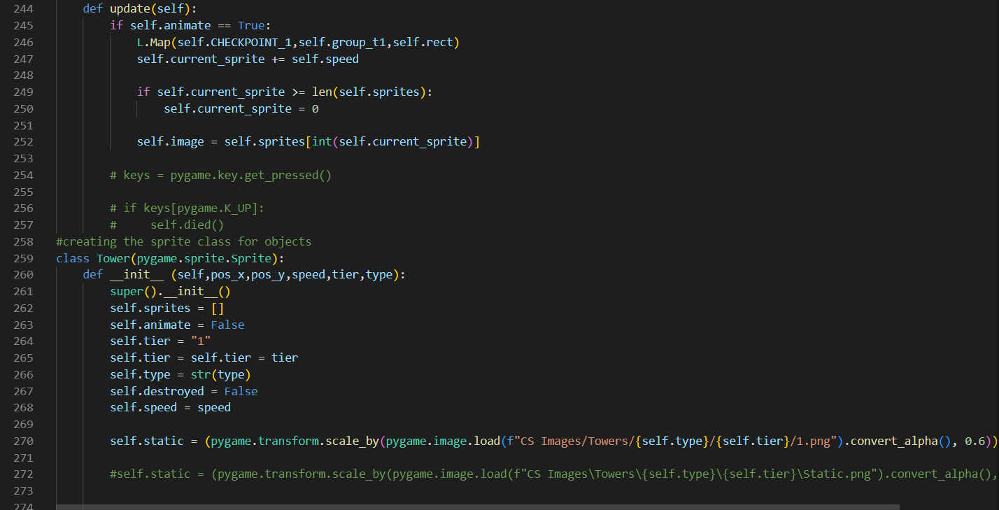 244 def update(self):
245 if self.animate == True:
246 L.Map(self.CHECKPOINT_1,self.group_t1,self.rect)
247 self.current_sprite += self.speed
248
249 if self.current_sprite >= len(self.sprites):
250 self.current_sprite = 0
251
252 self.image = self.sprites[int(self.current_sprite)]
253
254 # keys = pygame.key.get_pressed()
255
256 # if keys[pygame.K_UP]:
257 #     self.died()
258 #creating the sprite class for objects
259 class Tower(pygame.sprite.Sprite):
260 def __init__ (self,pos_x,pos_y,speed,tier,type):
261 super().__init__()
262 self.sprites = []
263 self.animate = False
264 self.tier = "1"
265 self.tier = self.tier = tier
266 self.type = str(type)
267 self.destroyed = False
268 self.speed = speed
269
270 self.static = (pygame.transform.scale_by(pygame.image.load(f"CS Images/Towers/{self.type}/{self.tier}/1.png").convert_alpha(), 0.6))
271
272 #self.static = (pygame.transform.scale_by(pygame.image.load(f"CS Images\Towers\{self.type}\{self.tier}\Static.png").convert_alpha(),
273
274